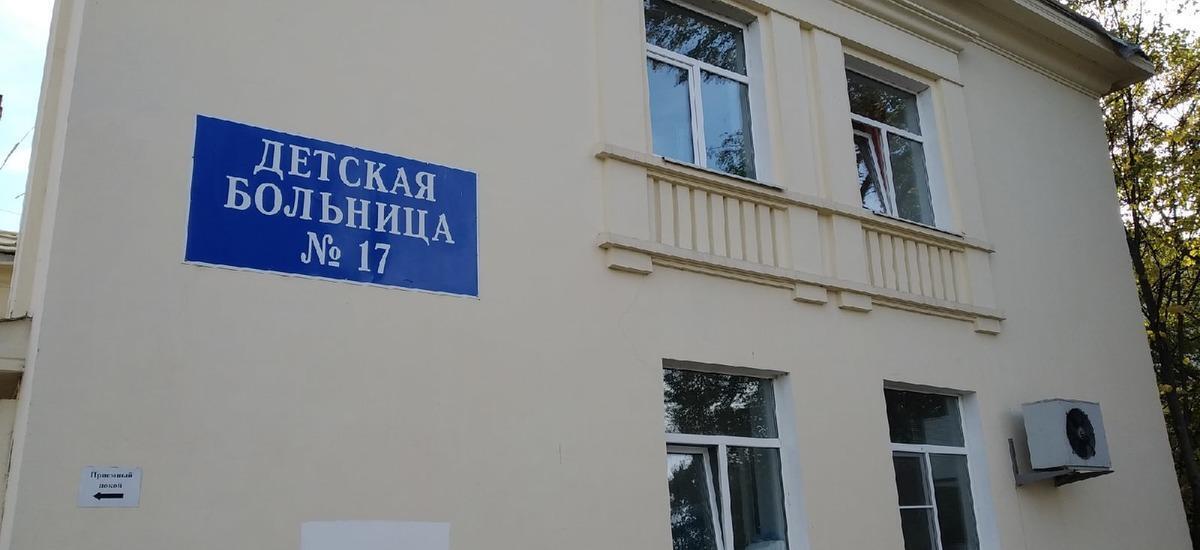 ДЕТСКАЯ
БОЛЬНИЦА
№ 17
Приемный
покой